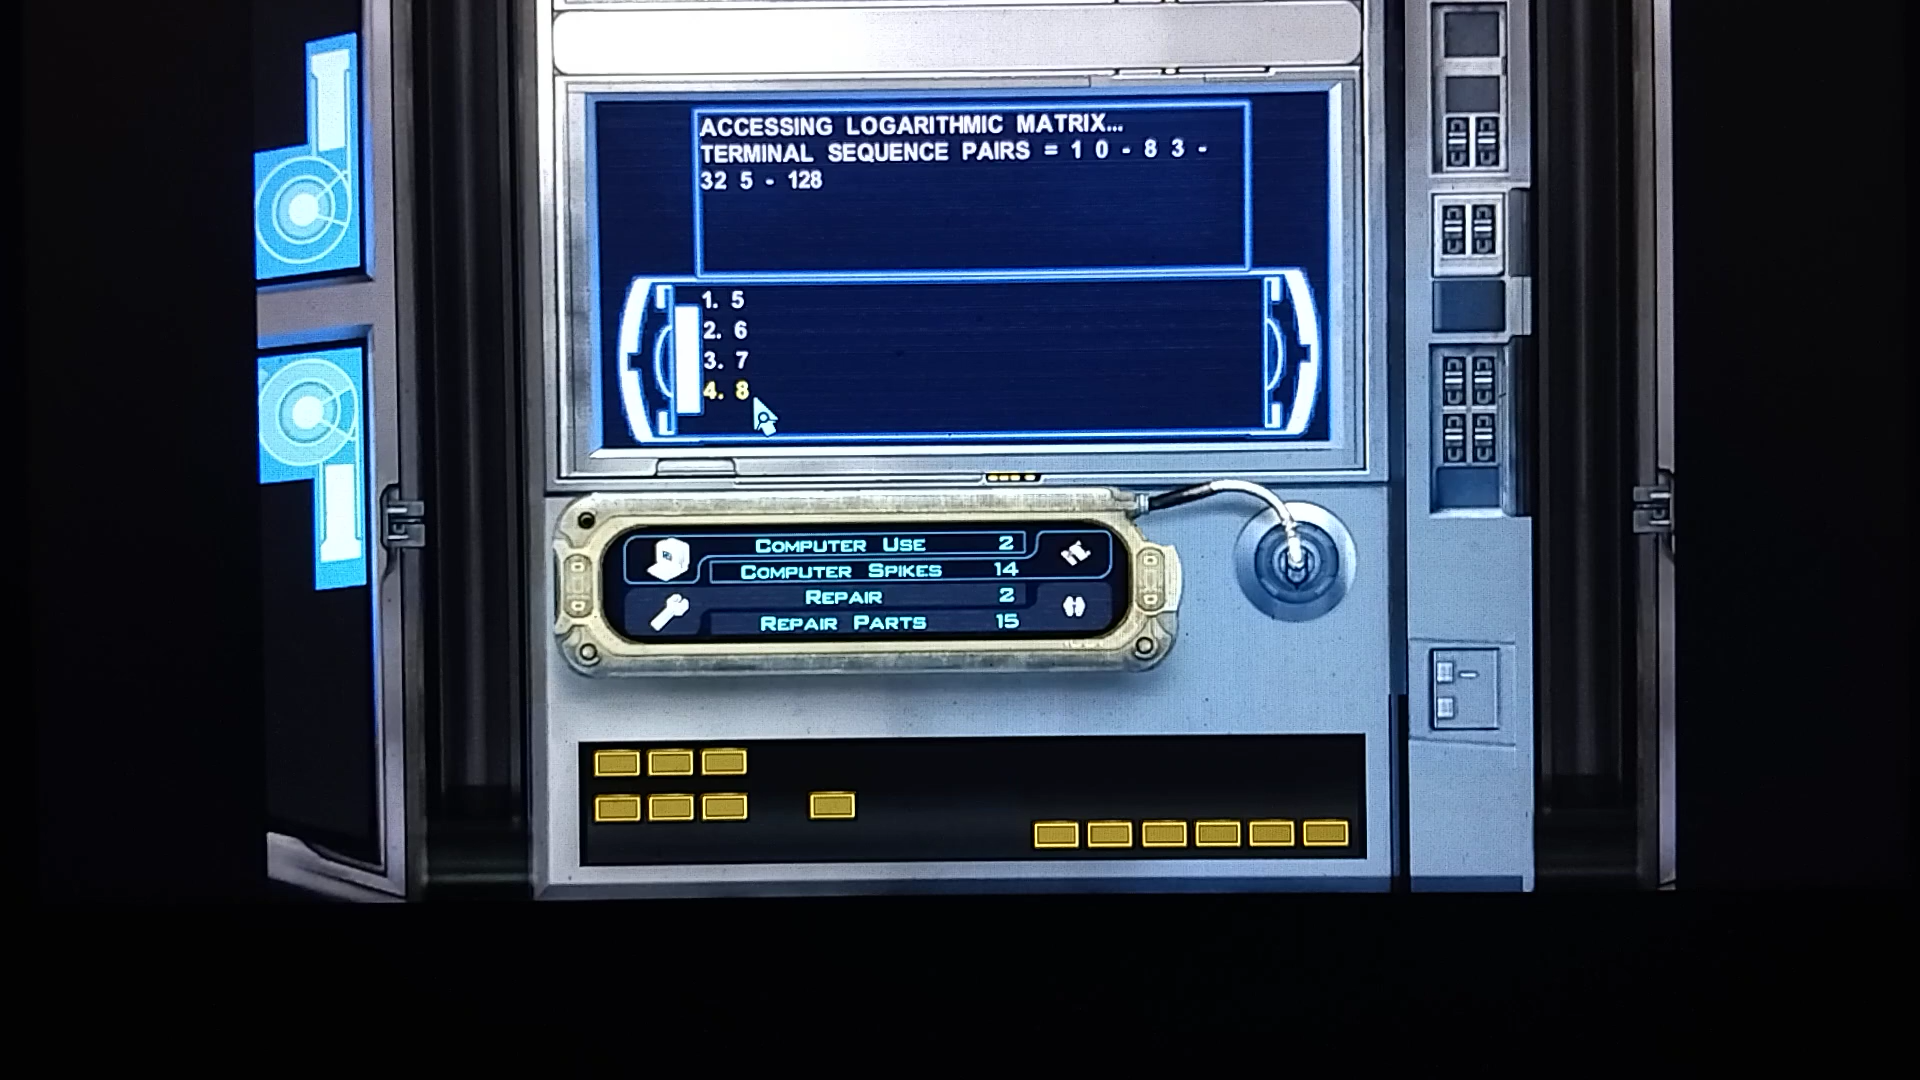 ACCESSING LOGARITHMIC MATRIX...
TERMINAL SEQUENCE PAIRS = 1 0 - 8 3 -
32 5 - 128
1. 5
2. 6
3. 7
4. 8
COMPUTER USE 2
COMPUTER SPIKES 14
REPAIR 2
REPAIR PARTS 15